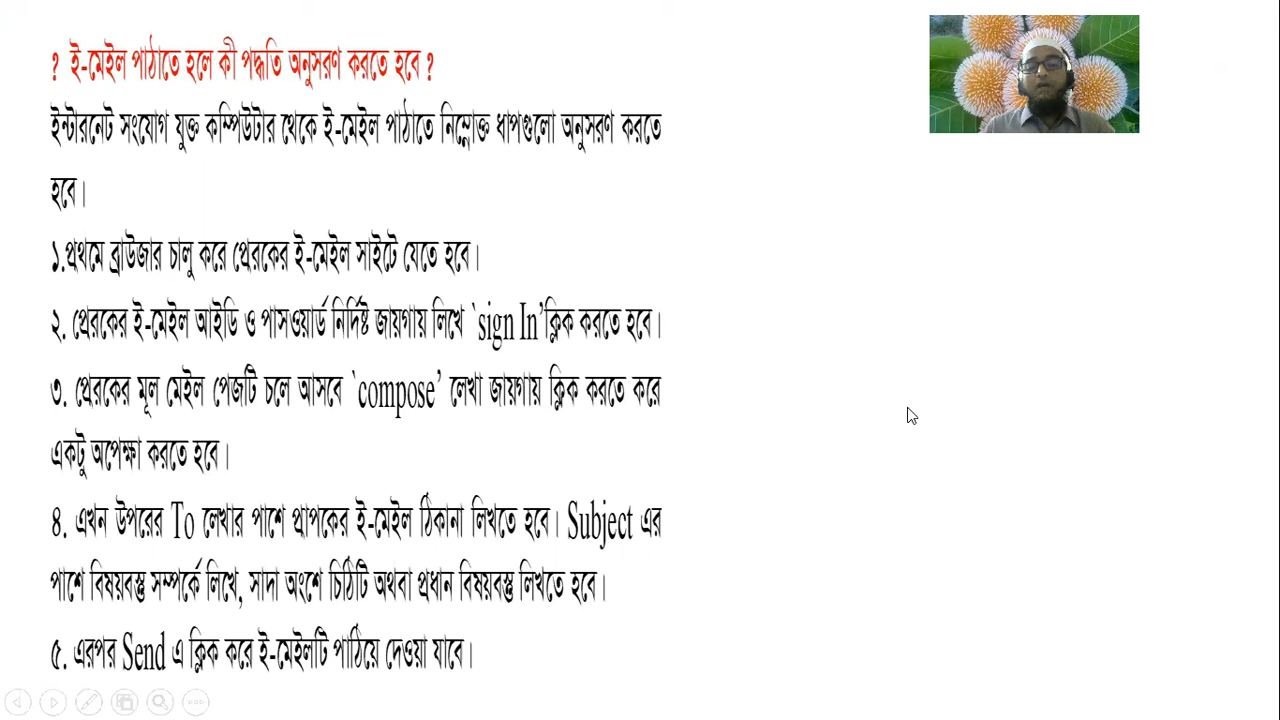 ? ই-মেইল পাঠাতে হলে কী পদ্ধতি অনুসরণ করতে হবে ?
ইন্টারনেট সংযোগ যুক্ত কম্পিউটার থেকে ই-মেইল পাঠাতে নিম্নোক্ত ধাপগুলো অনুসরণ করতে
হবে।
১.প্রথমে ব্রাউজার চালু করে প্রেরকের ই-মেইল সাইটে যেতে হবে।
২. প্রেরকের ই-মেইল আইডি ও পাসওয়ার্ড নির্দিষ্ট জায়গায় লিখে `sign In’ক্লিক করতে হবে।
৩. প্রেরকের মূল মেইল পেজটি চলে আসবে `compose’ লেখা জায়গায় ক্লিক করতে করে
একটু অপেক্ষা করতে হবে।
৪. এখন উপরের To লেখার পাশে প্রাপকের ই-মেইল ঠিকানা লিখতে হবে। Subject এর
পাশে বিষয়বস্তু সম্পর্কে লিখে, সাদা অংশে চিঠিটি অথবা প্রধান বিষয়বস্তু লিখতে হবে।
৫. এরপর Send এ ক্লিক করে ই-মেইলটি পাঠিয়ে দেওয়া যাবে।